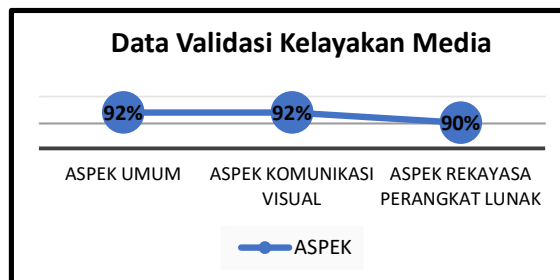 Data Validasi Kelayakan Media
92%
92%
90%
ASPEK UMUM
ASPEK KOMUNIKASI
VISUAL
ASPEK REKAYASA
PERANGKAT LUNAK
ASPEK